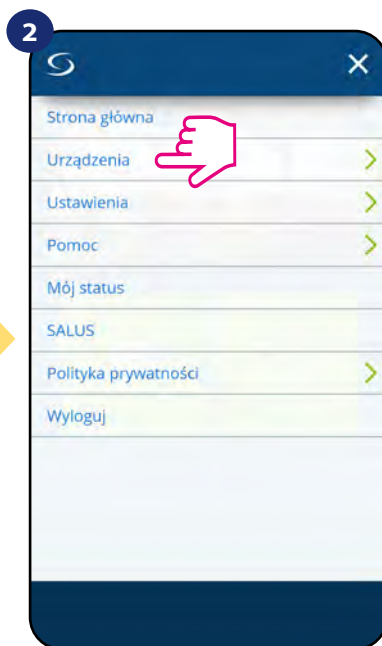 2
Strona główna
Urządzenia
Ustawienia
Pomoc
Mój status
SALUS
Polityka prywatności
Wyloguj